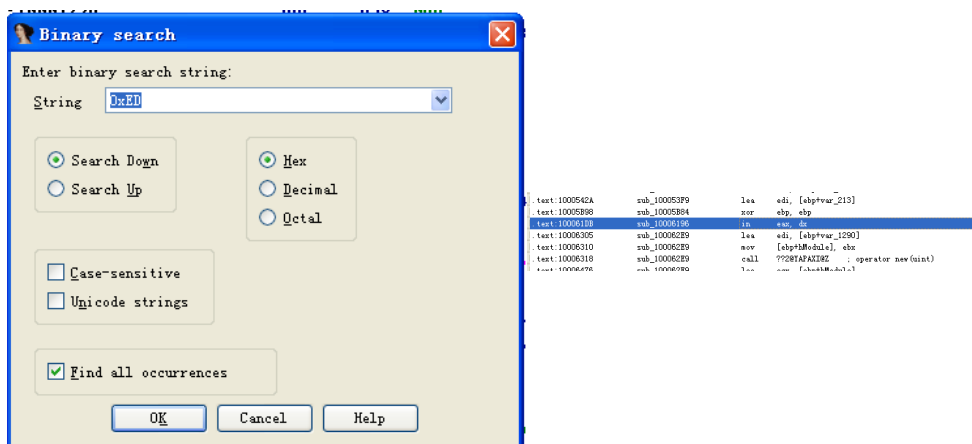 Binary search
Enter binary search string:
String 0xED
Search Down
Search Up
Hex
Decimal
Octal
Case-sensitive
Unicode strings
Find all occurrences
OK Cancel Help
.text:1000542A sub_100053F9 lea edi, [ebp+var_213]
.text:10005B98 sub_10005B84 xor ebp, ebp
.text:100061DB sub_10006196 in eax, dx
.text:10006305 sub_100062E9 lea edi, [ebp+var_1290]
.text:10006310 sub_100062E9 mov [ebp+hModule], ebx
.text:10006318 sub_100062E9 call ??2@YAPAXI@Z ; operator new(uint)